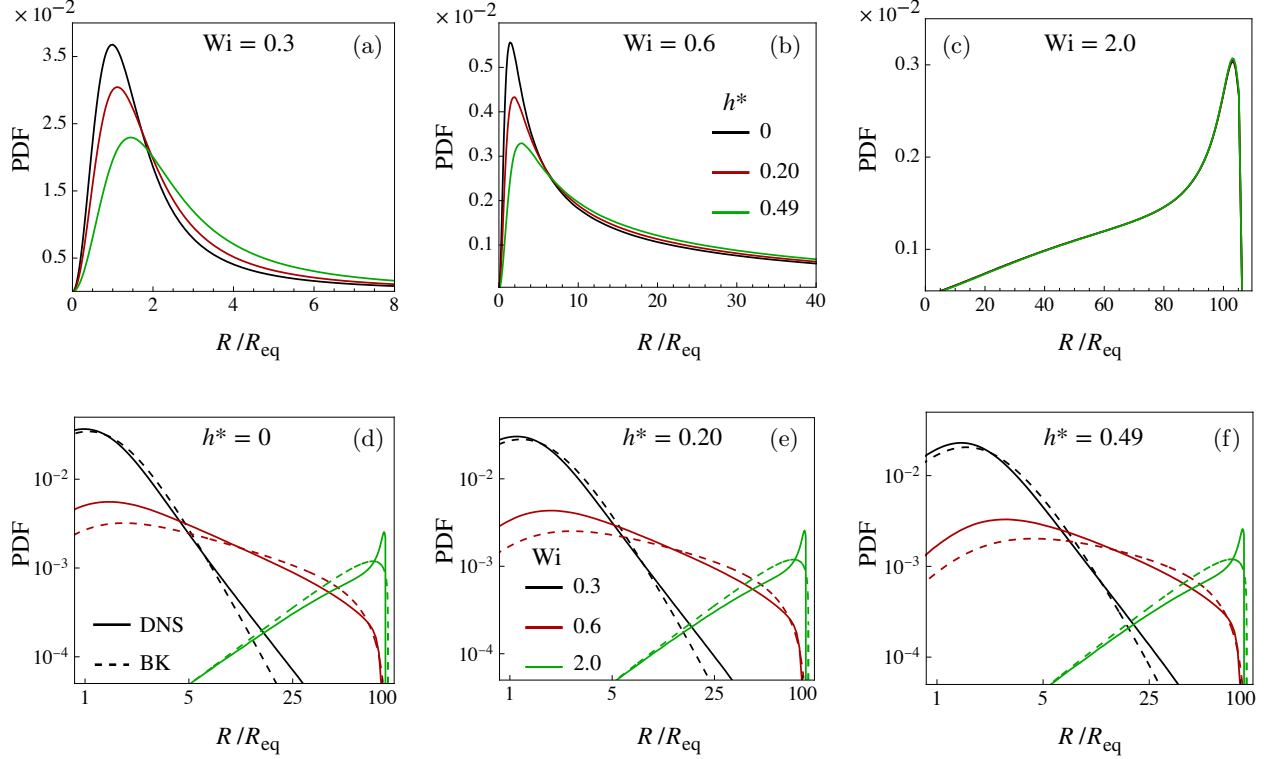 × 10⁻²
Wi = 0.3
(a)
PDF
3.5
2.5
1.5
0.5
0
2
4
6
8
R/R_eq
× 10⁻²
Wi = 0.6
(b)
PDF
0.5
0.4
0.3
0.2
0.1
h*
0
0.20
0.49
0
10
20
30
40
R/R_eq
× 10⁻²
(c)
Wi = 2.0
PDF
0.3
0.2
0.1
0
20
40
60
80
100
R/R_eq
h* = 0
(d)
PDF
10⁻²
10⁻³
10⁻⁴
DNS
BK
1
5
25
100
R/R_eq
h* = 0.20
(e)
PDF
10⁻²
10⁻³
10⁻⁴
Wi
0.3
0.6
2.0
1
5
25
100
R/R_eq
h* = 0.49
(f)
PDF
10⁻²
10⁻³
10⁻⁴
1
5
25
100
R/R_eq